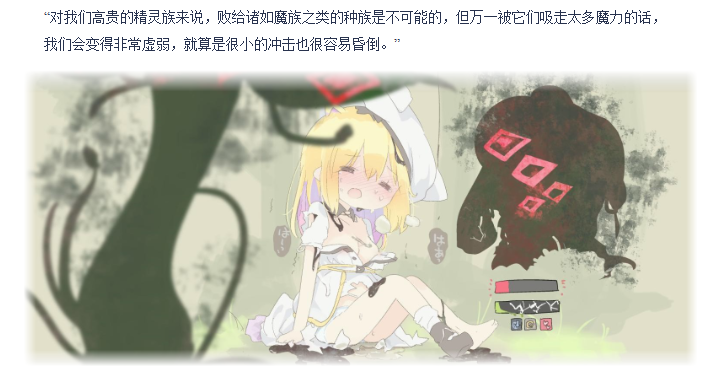 “对我们高贵的精灵族来说，败给诸如魔族之类的种族是不可能的，但万一被它们吸走太多魔力的话，
我们会变得非常虚弱，就算是很小的冲击也很容易昏倒。”